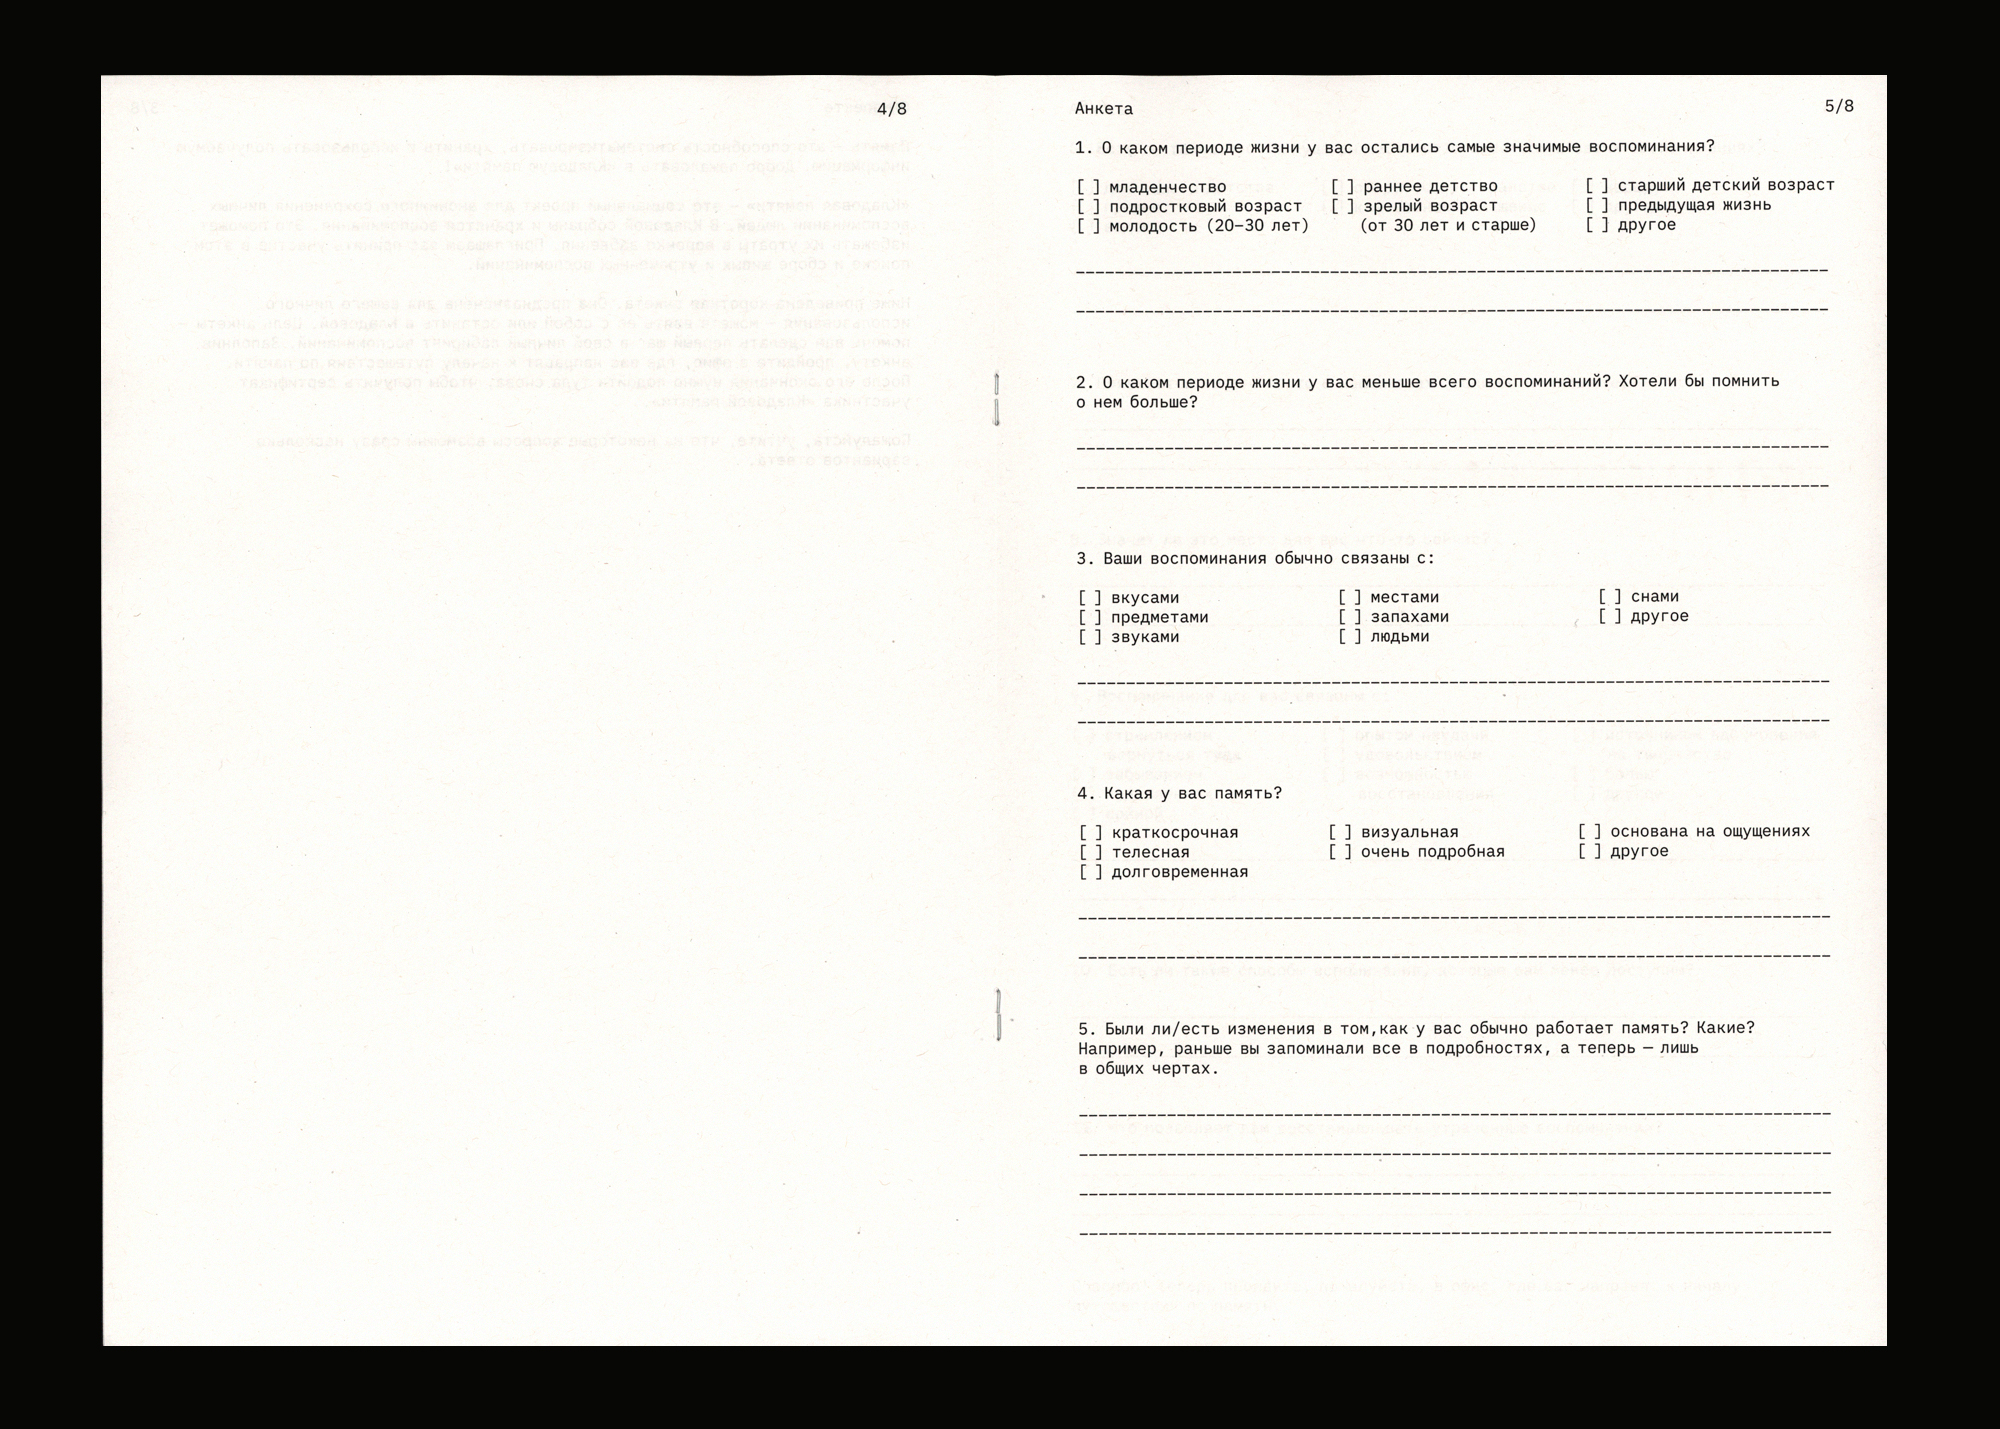 4/8
Анкета
5/8
1. О каком периоде жизни у вас остались самые значимые воспоминания?
[ ] младенчество [ ] раннее детство [ ] старший детский возраст
[ ] подростковый возраст [ ] зрелый возраст [ ] предыдущая жизнь
[ ] молодость (20–30 лет) (от 30 лет и старше) [ ] другое
2. О каком периоде жизни у вас меньше всего воспоминаний? Хотели бы помнить
о нем больше?
3. Ваши воспоминания обычно связаны с:
[ ] вкусами [ ] местами [ ] снами
[ ] предметами [ ] запахами [ ] другое
[ ] звуками [ ] людьми
4. Какая у вас память?
[ ] краткосрочная [ ] визуальная [ ] основана на ощущениях
[ ] телесная [ ] очень подробная [ ] другое
[ ] долговременная
5. Были ли/есть изменения в том,как у вас обычно работает память? Какие?
Например, раньше вы запоминали все в подробностях, а теперь — лишь
в общих чертах.